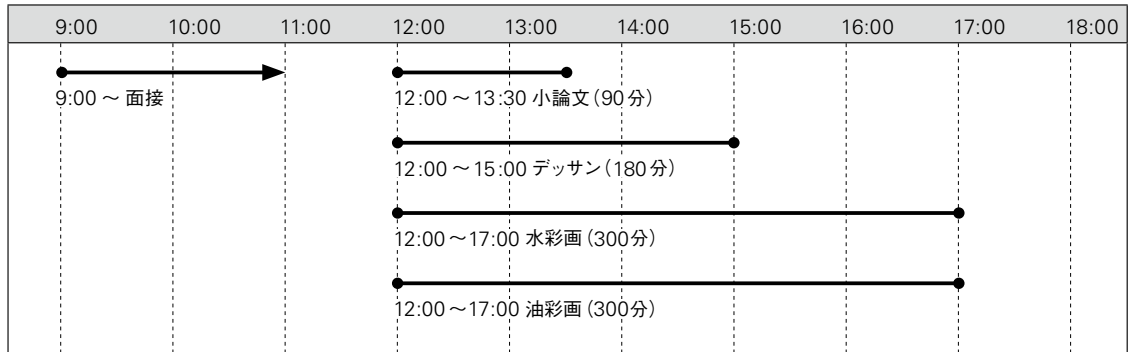 9:00 10:00 11:00 12:00 13:00 14:00 15:00 16:00 17:00 18:00
9:00 ～ 面接
12:00 ～ 13:30 小論文（90分）
12:00 ～ 15:00 デッサン（180分）
12:00 ～ 17:00 水彩画（300分）
12:00 ～ 17:00 油彩画（300分）